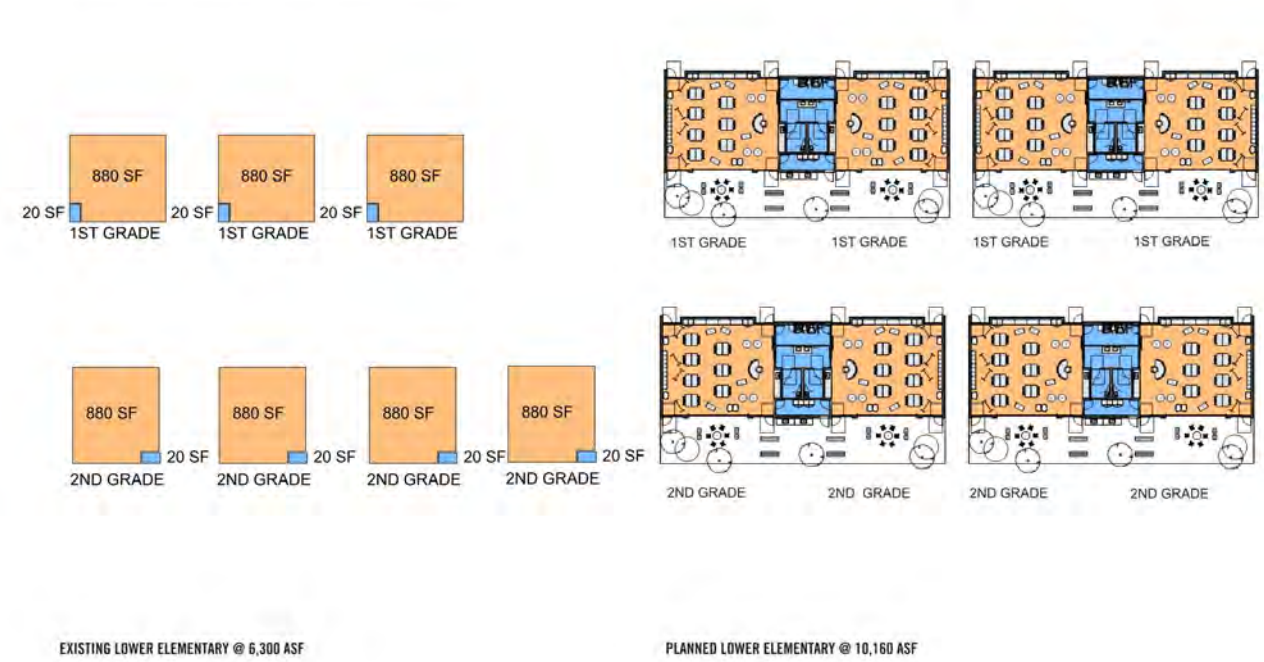 880 SF 880 SF 880 SF
20 SF 20 SF 20 SF
1ST GRADE 1ST GRADE 1ST GRADE
1ST GRADE 1ST GRADE 1ST GRADE 1ST GRADE
880 SF 880 SF 880 SF 880 SF
20 SF 20 SF 20 SF 20 SF
2ND GRADE 2ND GRADE 2ND GRADE 2ND GRADE
2ND GRADE 2ND GRADE 2ND GRADE 2ND GRADE
EXISTING LOWER ELEMENTARY @ 6,300 ASF
PLANNED LOWER ELEMENTARY @ 10,160 ASF